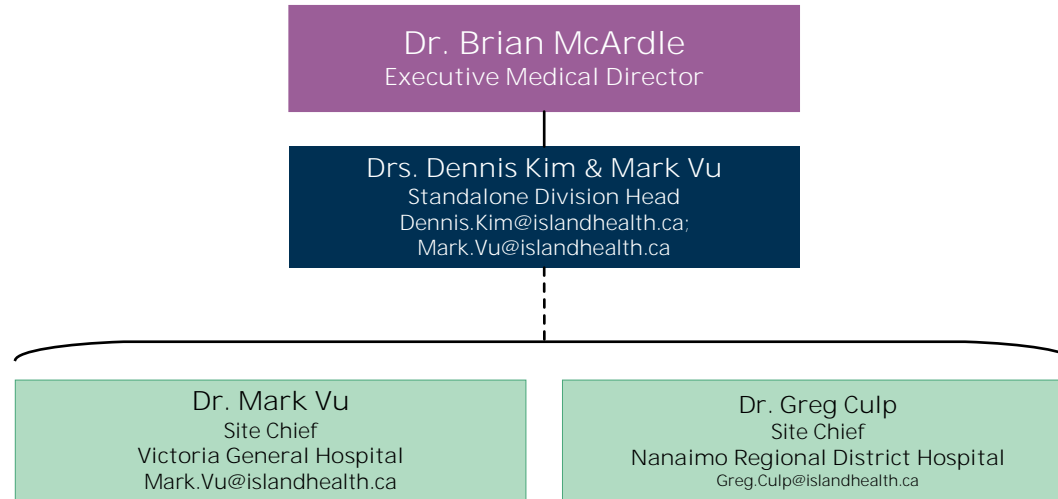 Dr. Brian McArdle
Executive Medical Director
Drs. Dennis Kim & Mark Vu
Standalone Division Head
Dennis.Kim@islandhealth.ca;
Mark.Vu@islandhealth.ca
Dr. Mark Vu
Site Chief
Victoria General Hospital
Mark.Vu@islandhealth.ca
Dr. Greg Culp
Site Chief
Nanaimo Regional District Hospital
Greg.Culp@islandhealth.ca